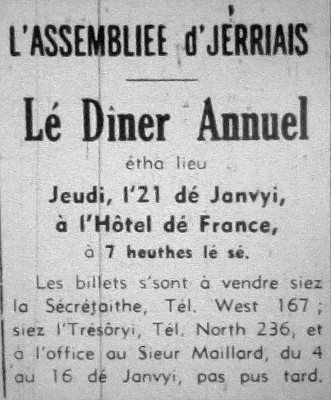 L'ASSEMBLIEE d'JÈRRIAIS
Lé Dîner Annuel
étha lieu
Jeudi, l'21 dé Janvyi,
à l'Hôtel dé France,
à 7 heuthes lé sé.
Les billets s'sont à vendre siez
la Sécrétaithe, Tél. West 167 ;
siez l'Trésôryi, Tél. North 236, et
à l'office au Sieur Maillard, du 4
au 16 dé Janvyi, pas pus tard.